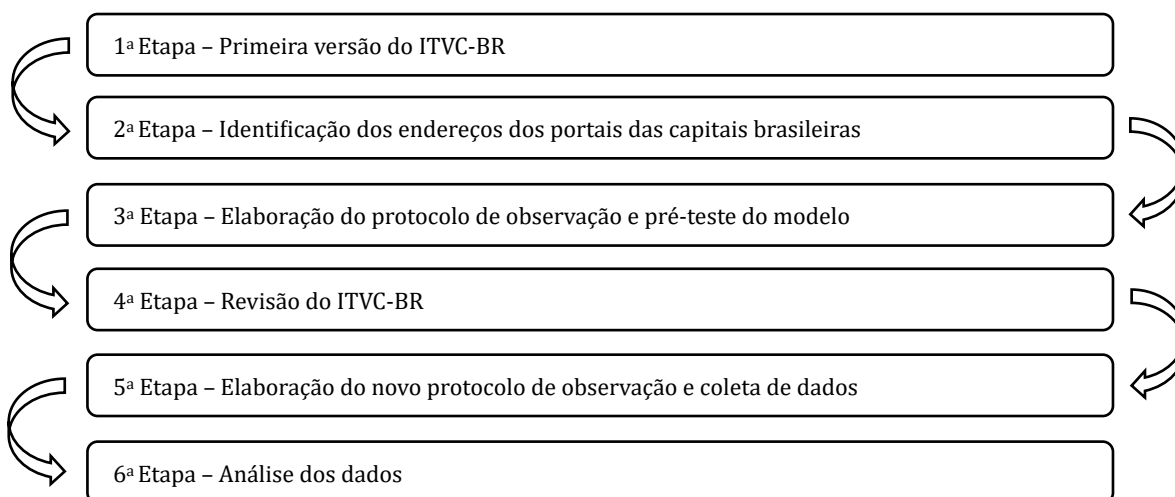 1ª Etapa – Primeira versão do ITVC-BR
2ª Etapa – Identificação dos endereços dos portais das capitais brasileiras
3ª Etapa – Elaboração do protocolo de observação e pré-teste do modelo
4ª Etapa – Revisão do ITVC-BR
5ª Etapa – Elaboração do novo protocolo de observação e coleta de dados
6ª Etapa – Análise dos dados